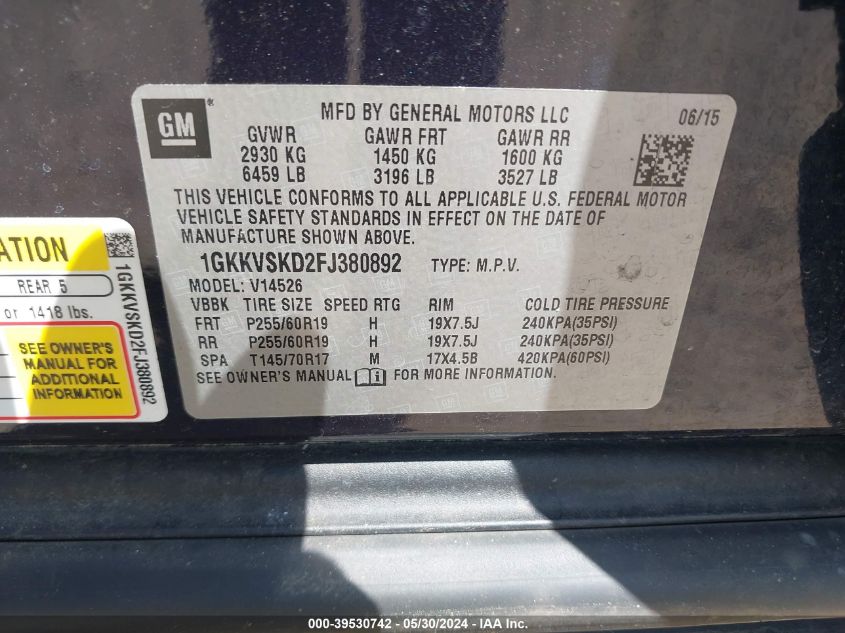 GM®
MFD BY GENERAL MOTORS LLC 06/15
GVWR GAWR FRT GAWR RR
2930 KG 1450 KG 1600 KG
6459 LB 3196 LB 3527 LB
THIS VEHICLE CONFORMS TO ALL APPLICABLE U.S. FEDERAL MOTOR
VEHICLE SAFETY STANDARDS IN EFFECT ON THE DATE OF
MANUFACTURE SHOWN ABOVE.
1GKKVSKD2FJ380892 TYPE: M.P.V.
MODEL: V14526
VBBK TIRE SIZE SPEED RTG RIM COLD TIRE PRESSURE
FRT P255/60R19 H 19X7.5J 240KPA(35PSI)
RR P255/60R19 H 19X7.5J 240KPA(35PSI)
SPA T145/70R17 M 17X4.5B 420KPA(60PSI)
SEE OWNER'S MANUAL FOR MORE INFORMATION.
ATION
REAR 5
or 1418 lbs.
SEE OWNER'S
MANUAL FOR
ADDITIONAL
INFORMATION
1GKKVSKD2FJ380892
000-39530742 - 05/30/2024 - IAA Inc.